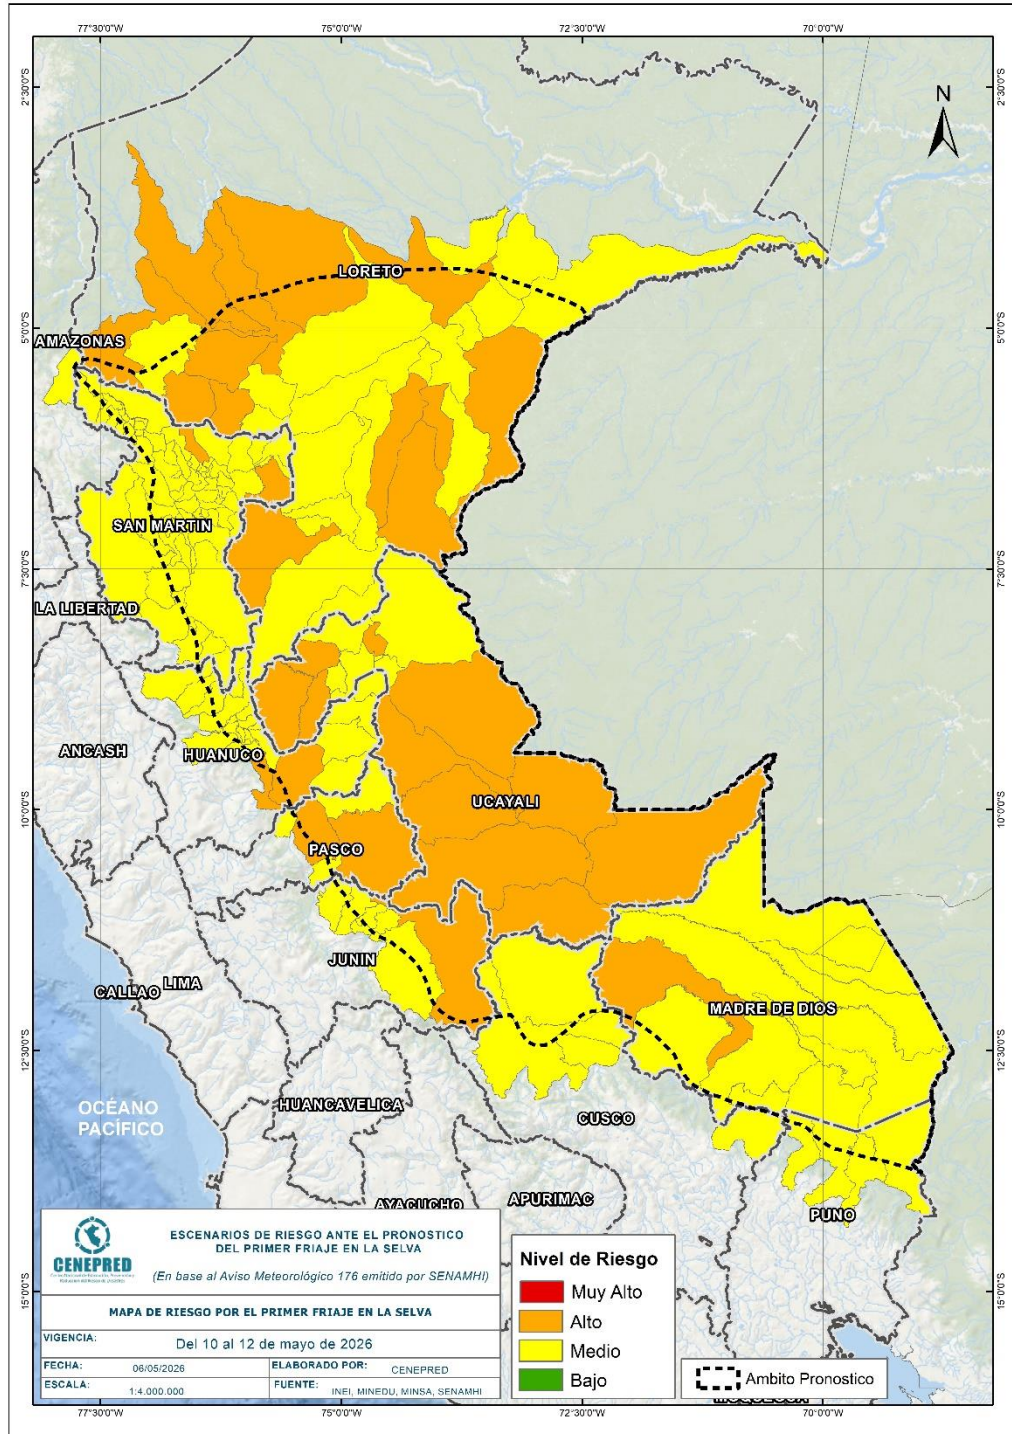 77°30'0"W 75°0'0"W 72°30'0"W 70°0'0"W
2°30'0"S 2°30'0"S
N
LORETO
5°0'0"S 5°0'0"S
AMAZONAS
SAN MARTIN
7°30'0"S 7°30'0"S
LA LIBERTAD
ANCASH
HUANUCO
UCAYALI
10°0'0"S 10°0'0"S
PASCO
JUNIN
LIMA
CALLAO
MADRE DE DIOS
12°30'0"S 12°30'0"S
HUANCAVELICA
OCÉANO
PACÍFICO
CUSCO
APURIMAC
AYACUCHO
PUNO
CENEPRED
ESCENARIOS DE RIESGO ANTE EL PRONOSTICO
DEL PRIMER FRIAJE EN LA SELVA
(En base al Aviso Meteorológico 176 emitido por SENAMHI)
MAPA DE RIESGO POR EL PRIMER FRIAJE EN LA SELVA
VIGENCIA: Del 10 al 12 de mayo de 2026
FECHA: 06/05/2026 ELABORADO POR: CENEPRED
ESCALA: 1:4.000.000 FUENTE: INEI, MINEDU, MINSA, SENAMHI
Nivel de Riesgo
Muy Alto
Alto
Medio
Bajo
Ambito Pronostico
15°0'0"S 15°0'0"S
77°30'0"W 75°0'0"W 72°30'0"W 70°0'0"W